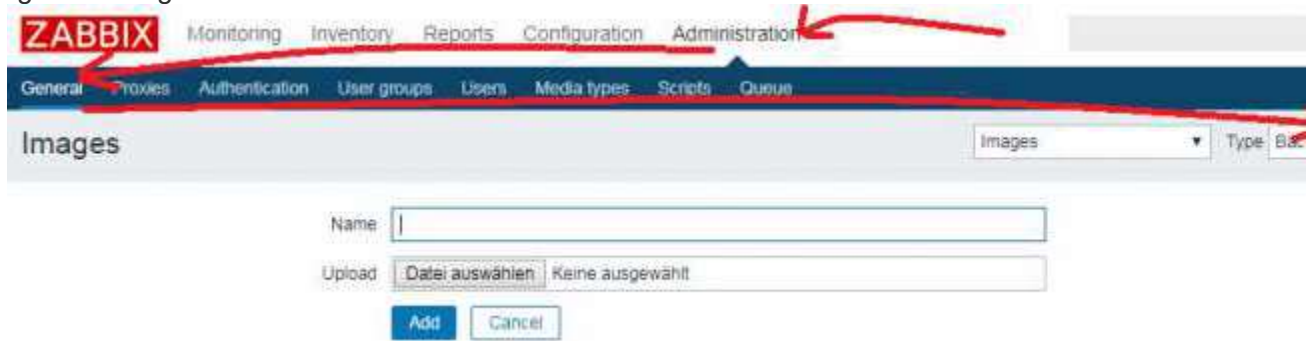 ZABBIX Monitoring Inventory Reports Configuration Administration
General Proxies Authentication User groups Users Media types Scripts Queue
Images Images Type
Name
Upload Datei auswählen Keine ausgewählt
Add Cancel